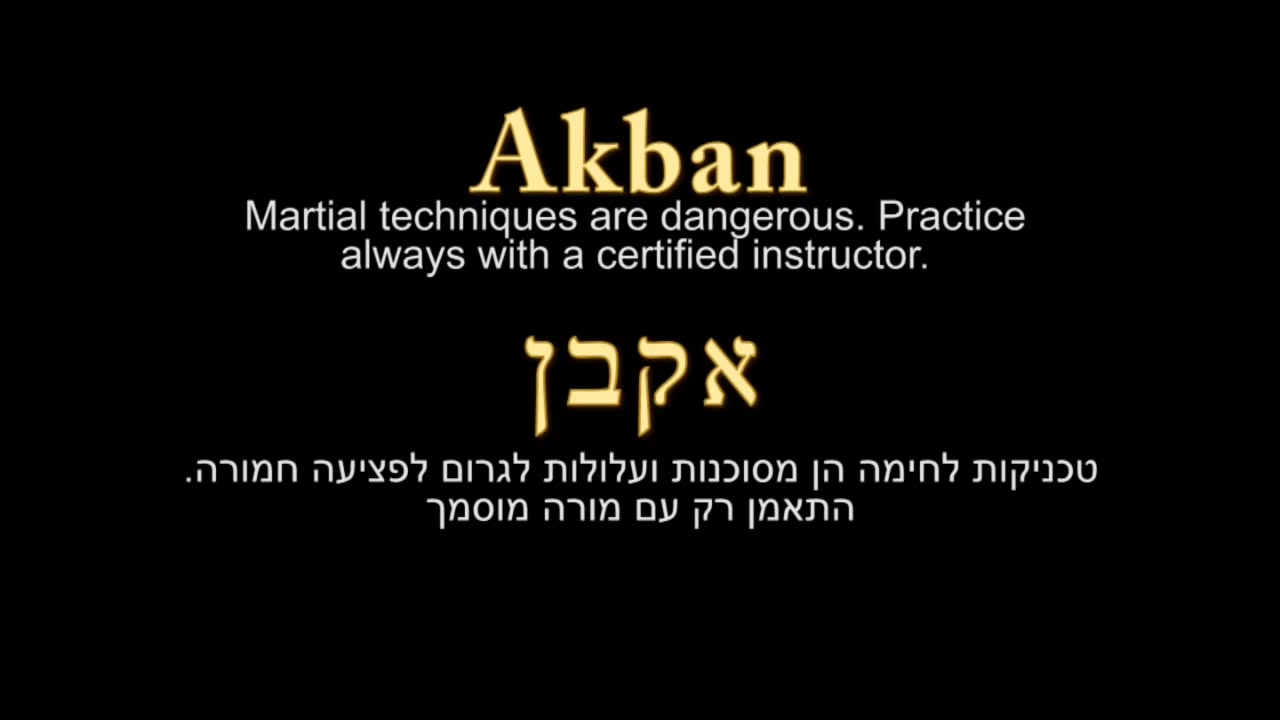 Akban
Martial techniques are dangerous. Practice
always with a certified instructor.
אקבן
טכניקות לחימה הן מסוכנות ועלולות לגרום לפציעה חמורה.
התאמן רק עם מורה מוסמך